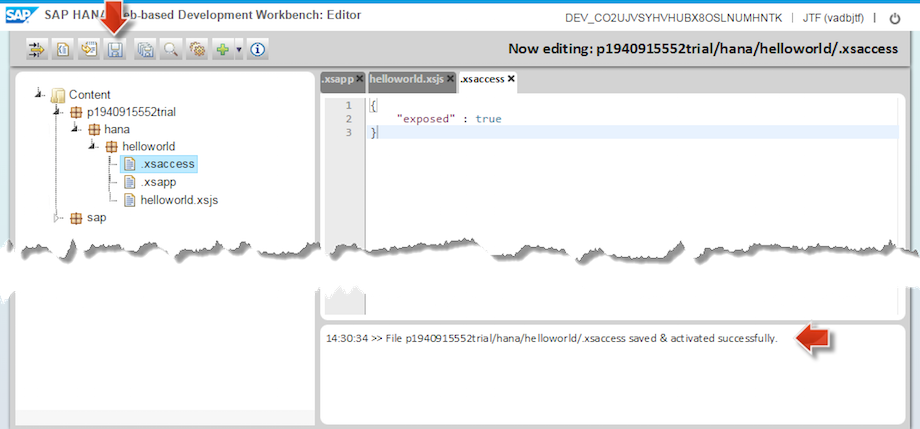 SAP SAP HANA Web-based Development Workbench: Editor
DEV_CO2UJVSYHVHUBX8OSLNUMHNTK | JTF (vadbjtf) |
Now editing: p1940915552trial/hana/helloworld/.xsaccess
Content
p1940915552trial
hana
helloworld
.xsaccess
.xsapp
helloworld.xsjs
sap
.xsapp × helloworld.xsjs × .xsaccess ×
1 {
2 "exposed" : true
3 }
14:30:34 >> File p1940915552trial/hana/helloworld/.xsaccess saved & activated successfully.